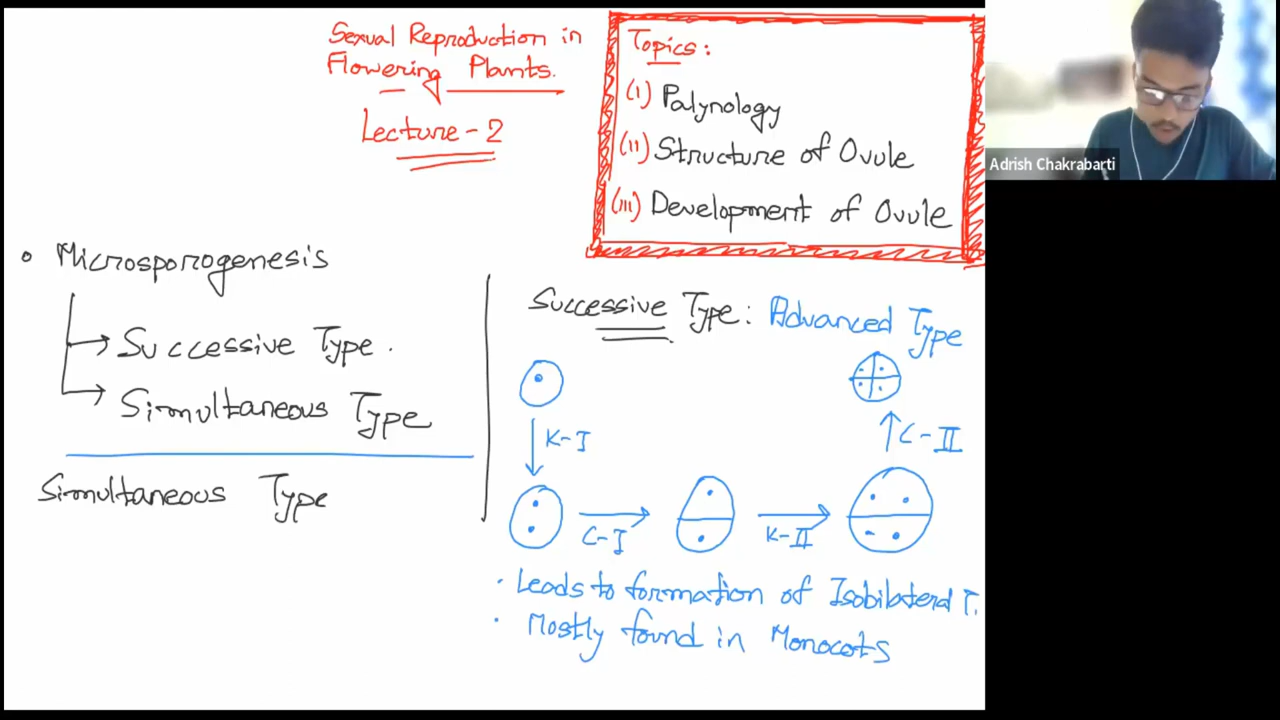 Sexual Reproduction in
Flowering Plants.
Lecture-2
Topics:
(i) Palynology
(ii) Structure of Ovule
(iii) Development of Ovule
Adrish Chakrabarti
• Microsporogenesis
Successive Type.
Simultaneous Type
Simultaneous Type
Successive Type: Advanced Type
K-I
C-I
K-II
C-II
• Leads to formation of Isobilateral T.
• Mostly found in Monocots